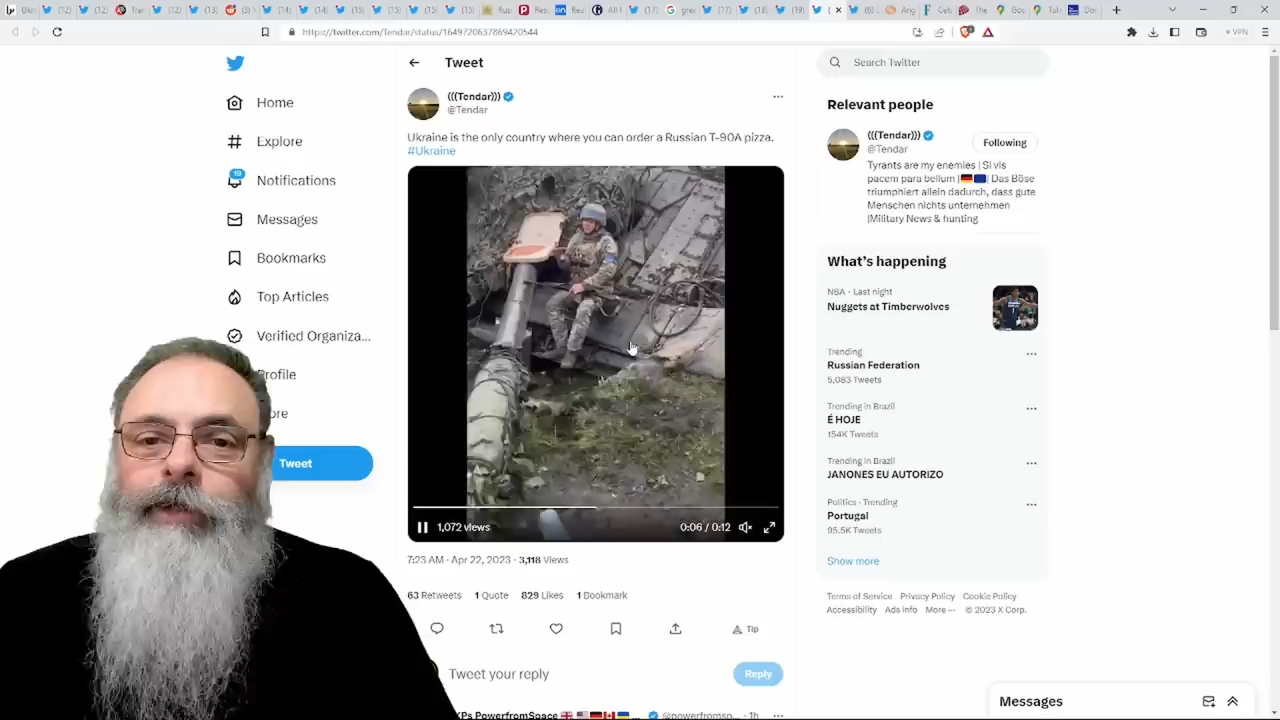 https://twitter.com/Tendar/status/1649720637869420544
VPN
Home
Explore
19
Notifications
Messages
Bookmarks
Top Articles
Verified Organiza...
Profile
Tweet
Tweet
(((Tendar)))
@Tendar
Ukraine is the only country where you can order a Russian T-90A pizza.
#Ukraine
1,072 views
0:06 / 0:12
7:23 AM · Apr 22, 2023 · 3,118 Views
63 Retweets 1 Quote 829 Likes 1 Bookmark
Tip
Tweet your reply
Reply
Search Twitter
Relevant people
(((Tendar)))
@Tendar
Following
Tyrants are my enemies | Si vis
pacem para bellum | | Das Böse
triumphiert allein dadurch, dass gute
Menschen nichts unternehmen
|Military News & hunting
What's happening
NBA · Last night
Nuggets at Timberwolves
Trending
Russian Federation
5,083 Tweets
Trending in Brazil
É HOJE
154K Tweets
Trending in Brazil
JANONES EU AUTORIZO
Politics · Trending
Portugal
95.5K Tweets
Show more
Terms of Service Privacy Policy Cookie Policy
Accessibility Ads info More ··· © 2023 X Corp.
Messages